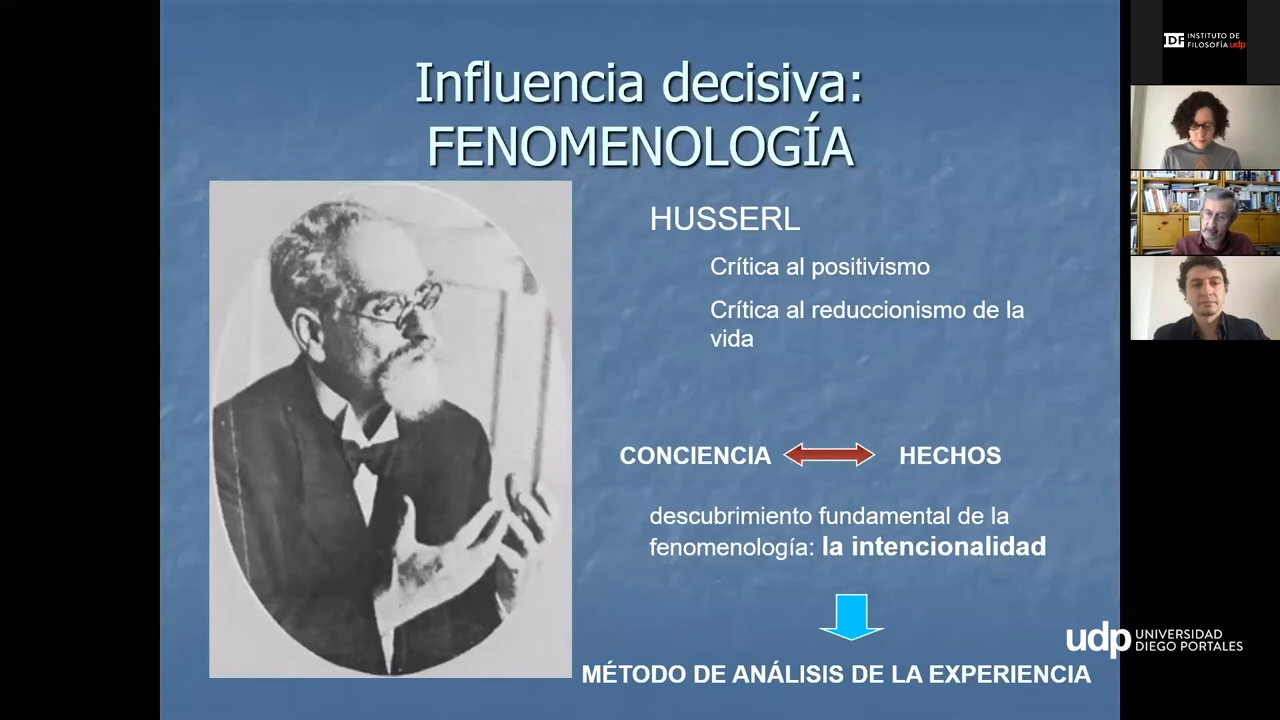 Influencia decisiva:
FENOMENOLOGÍA
HUSSERL
Crítica al positivismo
Crítica al reduccionismo de la
vida
CONCIENCIA HECHOS
descubrimiento fundamental de la
fenomenología: la intencionalidad
MÉTODO DE ANÁLISIS DE LA EXPERIENCIA
IDF INSTITUTO DE
FILOSOFÍA udp
udp UNIVERSIDAD
DIEGO PORTALES